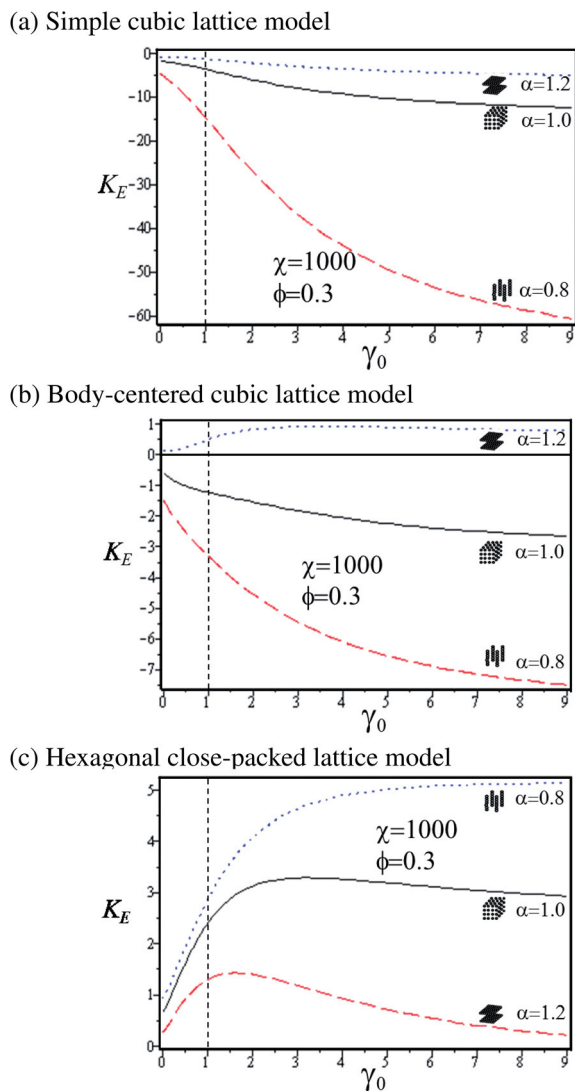 (a) Simple cubic lattice model
0
-10
-20
-30
-40
-50
-60
K_E
α=1.2
α=1.0
α=0.8
χ=1000
ϕ=0.3
0 1 2 3 4 5 6 7 8 9
γ₀
(b) Body-centered cubic lattice model
1
0
-1
-2
-3
-4
-5
-6
-7
K_E
α=1.2
α=1.0
α=0.8
χ=1000
ϕ=0.3
0 1 2 3 4 5 6 7 8 9
γ₀
(c) Hexagonal close-packed lattice model
5
4
3
2
1
0
K_E
α=0.8
χ=1000
ϕ=0.3
α=1.0
α=1.2
0 1 2 3 4 5 6 7 8 9
γ₀